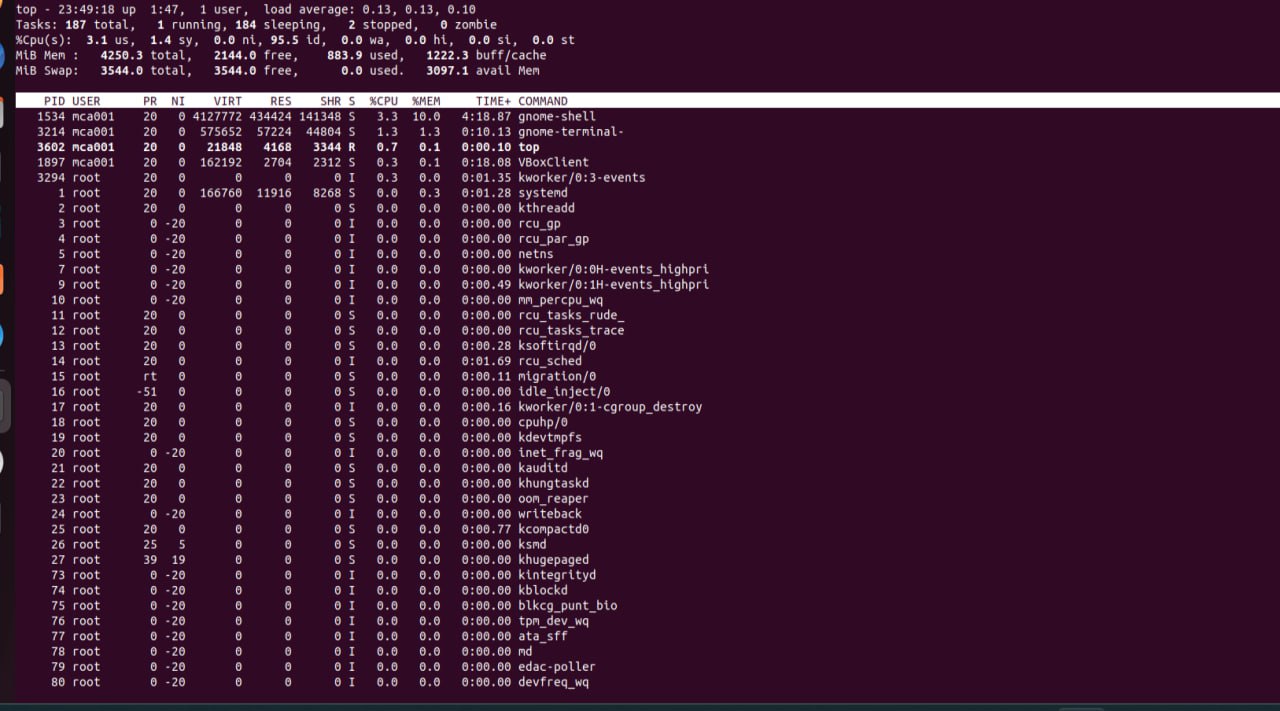 top - 23:49:18 up  1:47,  1 user,  load average: 0.13, 0.13, 0.10
Tasks: 187 total,   1 running, 184 sleeping,   2 stopped,   0 zombie
%Cpu(s):  3.1 us,  1.4 sy,  0.0 ni, 95.5 id,  0.0 wa,  0.0 hi,  0.0 si,  0.0 st
MiB Mem :   4250.3 total,   2144.0 free,    883.9 used,   1222.3 buff/cache
MiB Swap:   3544.0 total,   3544.0 free,      0.0 used.   3097.1 avail Mem
PID USER      PR  NI    VIRT    RES    SHR S  %CPU  %MEM     TIME+ COMMAND
1534 mca001    20   0 4127772 434424 141348 S   3.3  10.0   4:18.87 gnome-shell
3214 mca001    20   0  575652  57224  44804 S   1.3   1.3   0:10.13 gnome-terminal-
3602 mca001    20   0   21848   4168   3344 R   0.7   0.1   0:00.10 top
1897 mca001    20   0  162192   2704   2312 S   0.3   0.1   0:18.08 VBoxClient
3294 root      20   0       0      0      0 I   0.3   0.0   0:01.35 kworker/0:3-events
1 root      20   0  166760  11916   8268 S   0.0   0.3   0:01.28 systemd
2 root      20   0       0      0      0 S   0.0   0.0   0:00.00 kthreadd
3 root       0 -20       0      0      0 I   0.0   0.0   0:00.00 rcu_gp
4 root       0 -20       0      0      0 I   0.0   0.0   0:00.00 rcu_par_gp
5 root       0 -20       0      0      0 I   0.0   0.0   0:00.00 netns
7 root       0 -20       0      0      0 I   0.0   0.0   0:00.00 kworker/0:0H-events_highpri
9 root       0 -20       0      0      0 I   0.0   0.0   0:00.49 kworker/0:1H-events_highpri
10 root       0 -20       0      0      0 I   0.0   0.0   0:00.00 mm_percpu_wq
11 root      20   0       0      0      0 S   0.0   0.0   0:00.00 rcu_tasks_rude_
12 root      20   0       0      0      0 S   0.0   0.0   0:00.00 rcu_tasks_trace
13 root      20   0       0      0      0 S   0.0   0.0   0:00.28 ksoftirqd/0
14 root      20   0       0      0      0 I   0.0   0.0   0:01.69 rcu_sched
15 root      rt   0       0      0      0 S   0.0   0.0   0:00.11 migration/0
16 root     -51   0       0      0      0 S   0.0   0.0   0:00.00 idle_inject/0
17 root      20   0       0      0      0 I   0.0   0.0   0:00.16 kworker/0:1-cgroup_destroy
18 root      20   0       0      0      0 S   0.0   0.0   0:00.00 cpuhp/0
19 root      20   0       0      0      0 S   0.0   0.0   0:00.00 kdevtmpfs
20 root       0 -20       0      0      0 I   0.0   0.0   0:00.00 inet_frag_wq
21 root      20   0       0      0      0 S   0.0   0.0   0:00.00 kauditd
22 root      20   0       0      0      0 S   0.0   0.0   0:00.00 khungtaskd
23 root      20   0       0      0      0 S   0.0   0.0   0:00.00 oom_reaper
24 root       0 -20       0      0      0 I   0.0   0.0   0:00.00 writeback
25 root      20   0       0      0      0 S   0.0   0.0   0:00.77 kcompactd0
26 root      25   5       0      0      0 S   0.0   0.0   0:00.00 ksmd
27 root      39  19       0      0      0 S   0.0   0.0   0:00.00 khugepaged
73 root       0 -20       0      0      0 I   0.0   0.0   0:00.00 kintegrityd
74 root       0 -20       0      0      0 I   0.0   0.0   0:00.00 kblockd
75 root       0 -20       0      0      0 I   0.0   0.0   0:00.00 blkcg_punt_bio
76 root       0 -20       0      0      0 I   0.0   0.0   0:00.00 tpm_dev_wq
77 root       0 -20       0      0      0 I   0.0   0.0   0:00.00 ata_sff
78 root       0 -20       0      0      0 I   0.0   0.0   0:00.00 md
79 root       0 -20       0      0      0 I   0.0   0.0   0:00.00 edac-poller
80 root       0 -20       0      0      0 I   0.0   0.0   0:00.00 devfreq_wq